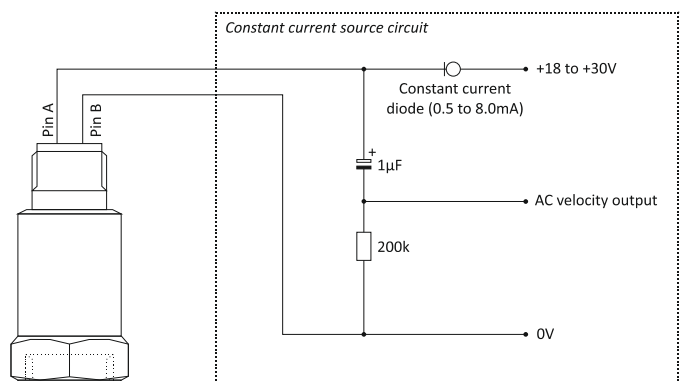 Constant current source circuit
Pin A
Pin B
+18 to +30V
Constant current
diode (0.5 to 8.0mA)
+
1µF
AC velocity output
200k
0V